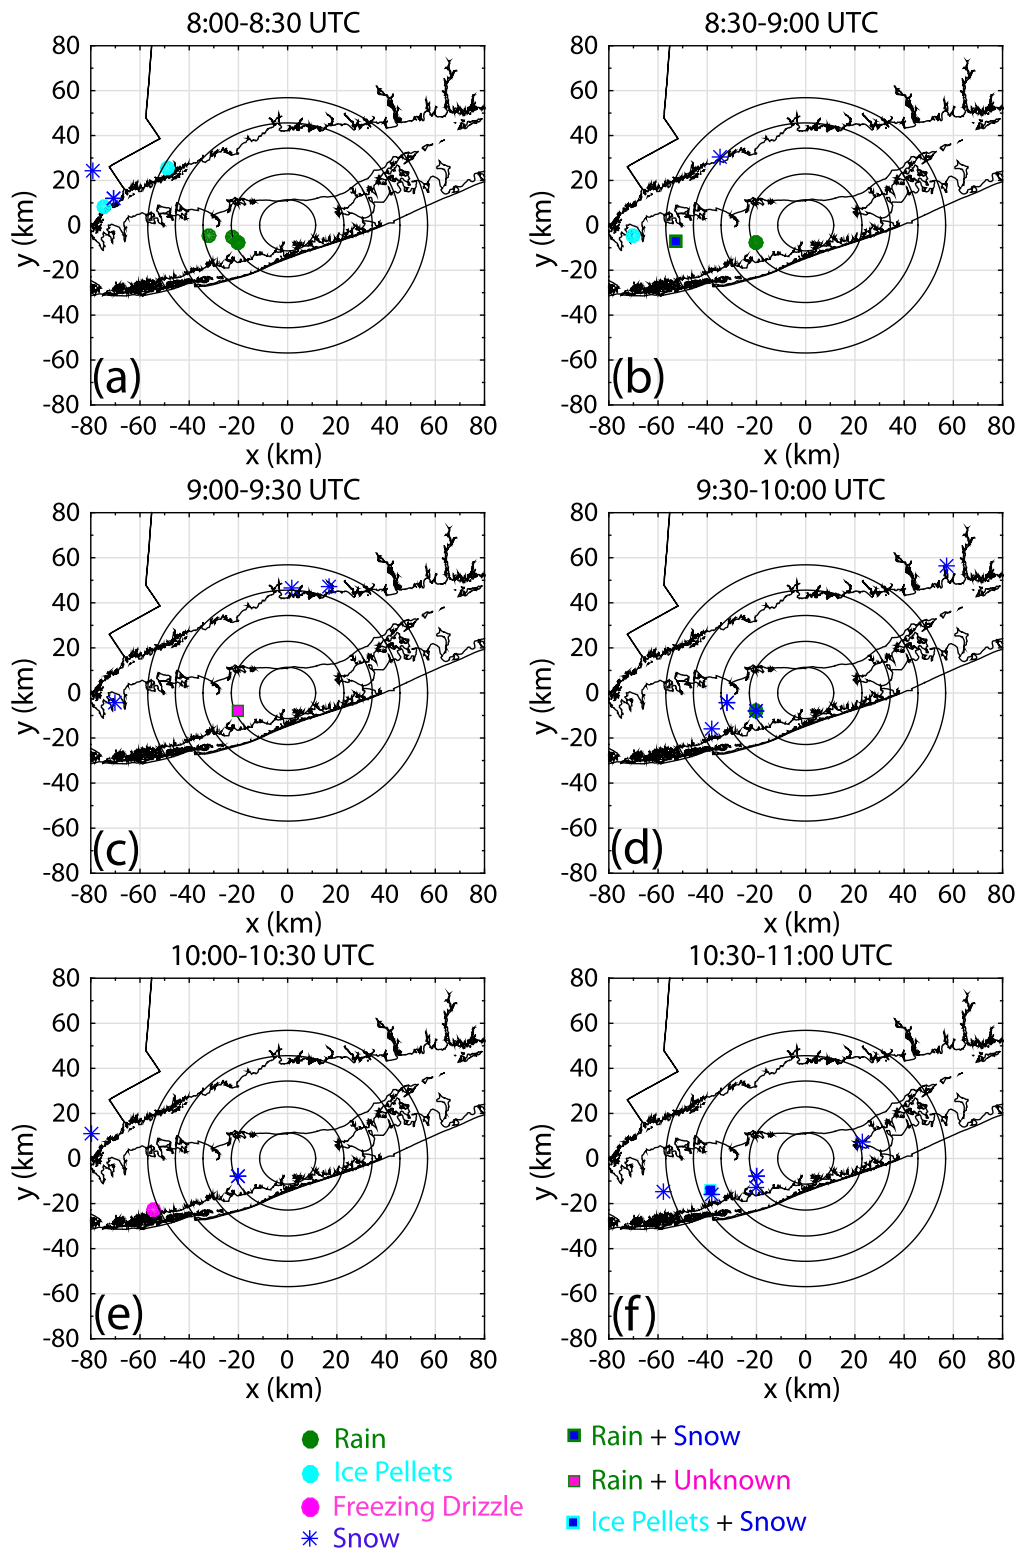 8:00-8:30 UTC
80
60
40
20
0
-20
-40
-60
-80
y (km)
(a)
-80 -60 -40 -20 0 20 40 60 80
x (km)
8:30-9:00 UTC
80
60
40
20
0
-20
-40
-60
-80
y (km)
(b)
-80 -60 -40 -20 0 20 40 60 80
x (km)
9:00-9:30 UTC
80
60
40
20
0
-20
-40
-60
-80
y (km)
(c)
-80 -60 -40 -20 0 20 40 60 80
x (km)
9:30-10:00 UTC
80
60
40
20
0
-20
-40
-60
-80
y (km)
(d)
-80 -60 -40 -20 0 20 40 60 80
x (km)
10:00-10:30 UTC
80
60
40
20
0
-20
-40
-60
-80
y (km)
(e)
-80 -60 -40 -20 0 20 40 60 80
x (km)
10:30-11:00 UTC
80
60
40
20
0
-20
-40
-60
-80
y (km)
(f)
-80 -60 -40 -20 0 20 40 60 80
x (km)
Rain
Ice Pellets
Freezing Drizzle
Snow
Rain + Snow
Rain + Unknown
Ice Pellets + Snow